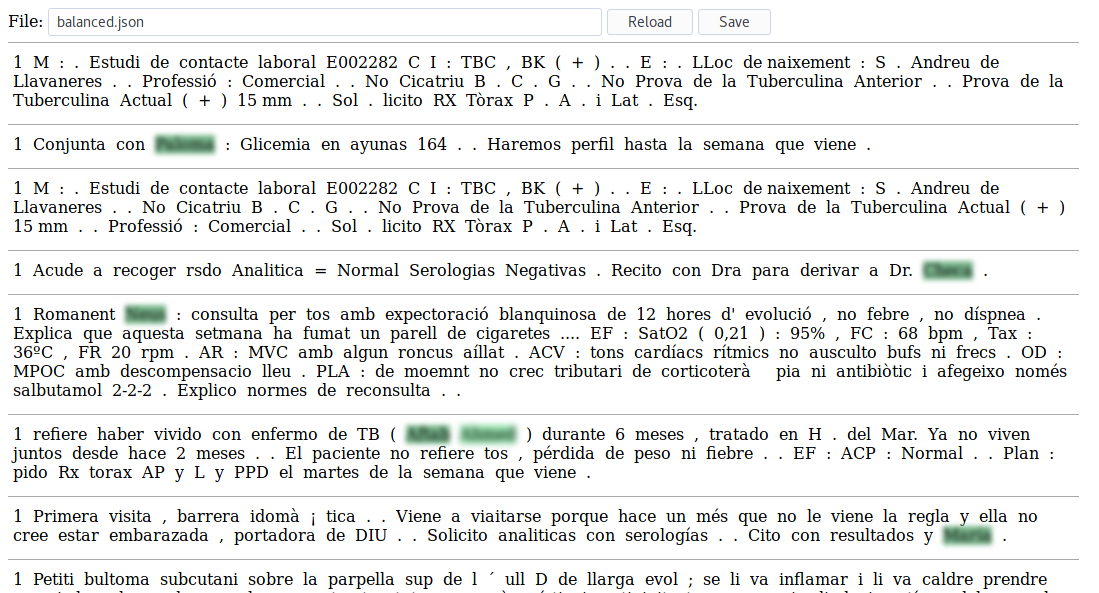 File: balanced.json Reload Save
1 M : . Estudi de contacte laboral E002282 C I : TBC , BK ( + ) . . E : . LLoc de naixement : S . Andreu de
Llavaneres . . Professió : Comercial . . No Cicatriu B . C . G . . No Prova de la Tuberculina Anterior . . Prova de la
Tuberculina Actual ( + ) 15 mm . . Sol . licito RX Tòrax P . A . i Lat . Esq.
1 Conjunta con : Glicemia en ayunas 164 . . Haremos perfil hasta la semana que viene .
1 M : . Estudi de contacte laboral E002282 C I : TBC , BK ( + ) . . E : . LLoc de naixement : S . Andreu de
Llavaneres . . No Cicatriu B . C . G . . No Prova de la Tuberculina Anterior . . Prova de la Tuberculina Actual ( + )
15 mm . . Professió : Comercial . . Sol . licito RX Tòrax P . A . i Lat . Esq.
1 Acude a recoger rsdo Analitica = Normal Serologias Negativas . Recito con Dra para derivar a Dr. .
1 Romanent : consulta per tos amb expectoració blanquinosa de 12 hores d' evolució , no febre , no díspnea .
Explica que aquesta setmana ha fumat un parell de cigaretes .... EF : SatO2 ( 0,21 ) : 95% , FC : 68 bpm , Tax :
36ºC , FR 20 rpm . AR : MVC amb algun roncus aíllat . ACV : tons cardíacs rítmics no ausculto bufs ni frecs . OD :
MPOC amb descompensacio lleu . PLA : de moemnt no crec tributari de corticoterà pia ni antibiòtic i afegeixo només
salbutamol 2-2-2 . Explico normes de reconsulta . .
1 refiere haber vivido con enfermo de TB ( ) durante 6 meses , tratado en H . del Mar. Ya no viven
juntos desde hace 2 meses . . El paciente no refiere tos , pérdida de peso ni fiebre . . EF : ACP : Normal . . Plan :
pido Rx torax AP y L y PPD el martes de la semana que viene .
1 Primera visita , barrera idomà ¡ tica . . Viene a viaitarse porque hace un més que no le viene la regla y ella no
cree estar embarazada , portadora de DIU . . Solicito analiticas con serologías . . Cito con resultados y .
1 Petiti bultoma subcutani sobre la parpella sup de l ´ ull D de llarga evol ; se li va inflamar i li va caldre prendre